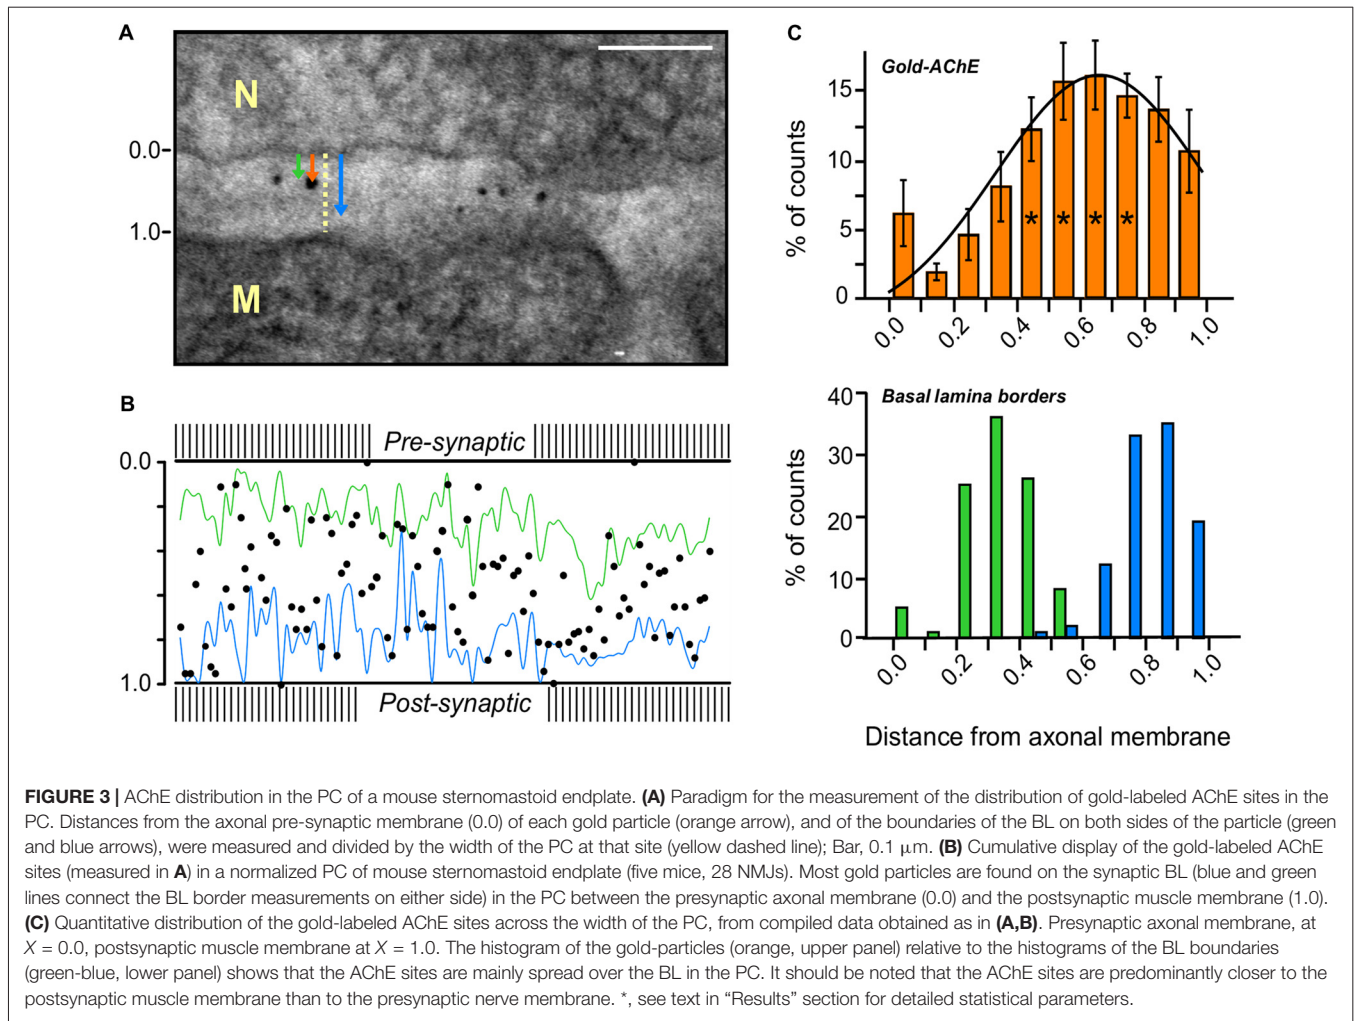 A
N
0.0
1.0
M
B
Pre-synaptic
0.0
1.0
Post-synaptic
C
Gold-AChE
% of counts
15
10
5
0
* * * *
0.0 0.2 0.4 0.6 0.8 1.0
Basal lamina borders
% of counts
40
30
20
10
0
0.0 0.2 0.4 0.6 0.8 1.0
Distance from axonal membrane
FIGURE 3 | AChE distribution in the PC of a mouse sternomastoid endplate. (A) Paradigm for the measurement of the distribution of gold-labeled AChE sites in the
PC. Distances from the axonal pre-synaptic membrane (0.0) of each gold particle (orange arrow), and of the boundaries of the BL on both sides of the particle (green
and blue arrows), were measured and divided by the width of the PC at that site (yellow dashed line); Bar, 0.1 μm. (B) Cumulative display of the gold-labeled AChE
sites (measured in A) in a normalized PC of mouse sternomastoid endplate (five mice, 28 NMJs). Most gold particles are found on the synaptic BL (blue and green
lines connect the BL border measurements on either side) in the PC between the presynaptic axonal membrane (0.0) and the postsynaptic muscle membrane (1.0).
(C) Quantitative distribution of the gold-labeled AChE sites across the width of the PC, from compiled data obtained as in (A,B). Presynaptic axonal membrane, at
X = 0.0, postsynaptic muscle membrane at X = 1.0. The histogram of the gold-particles (orange, upper panel) relative to the histograms of the BL boundaries
(green-blue, lower panel) shows that the AChE sites are mainly spread over the BL in the PC. It should be noted that the AChE sites are predominantly closer to the
postsynaptic muscle membrane than to the presynaptic nerve membrane. *, see text in “Results” section for detailed statistical parameters.